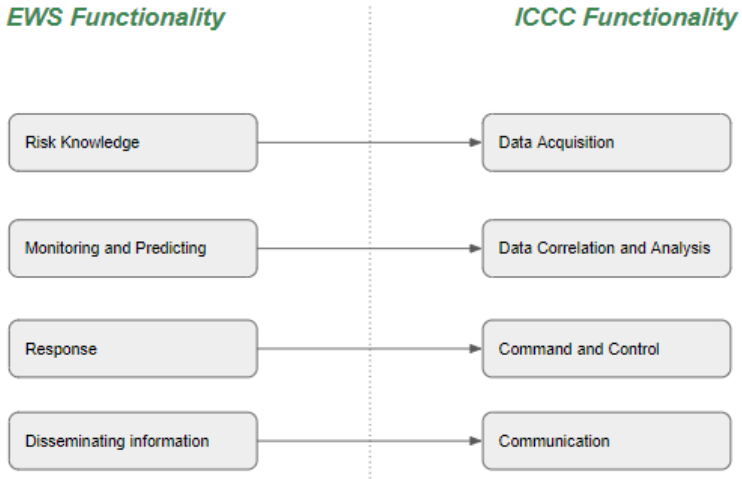 EWS Functionality
ICCC Functionality
Risk Knowledge
Data Acquisition
Monitoring and Predicting
Data Correlation and Analysis
Response
Command and Control
Disseminating information
Communication